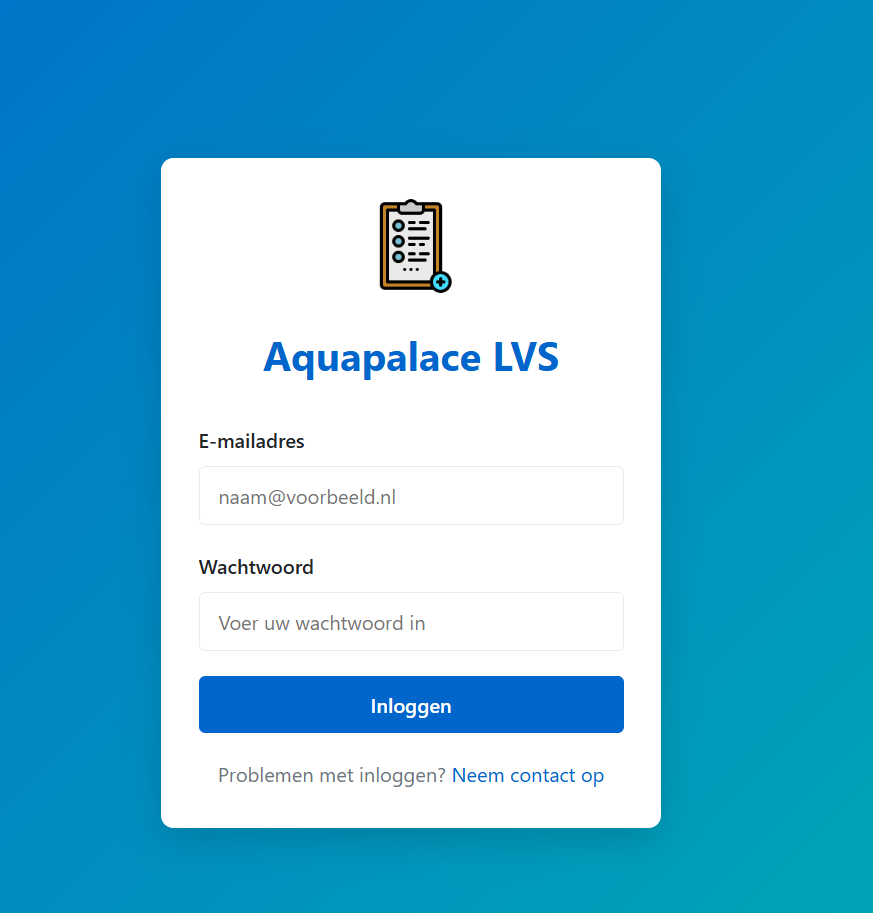 Aquapalace LVS
E-mailadres
naam@voorbeeld.nl
Wachtwoord
Voer uw wachtwoord in
Inloggen
Problemen met inloggen? Neem contact op